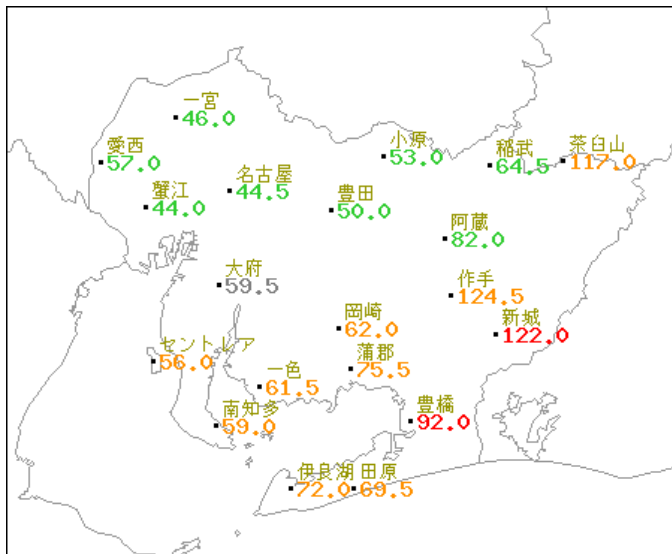 一宮
46.0
愛西
57.0
小原
53.0
稲武
64.5
茶臼山
117.0
蟹江
44.0
名古屋
44.5
豊田
50.0
阿蔵
82.0
大府
59.5
作手
124.5
岡崎
62.0
新城
122.0
セントレア
56.0
一色
61.5
蒲郡
75.5
南知多
59.0
豊橋
92.0
伊良湖
72.0
田原
69.5